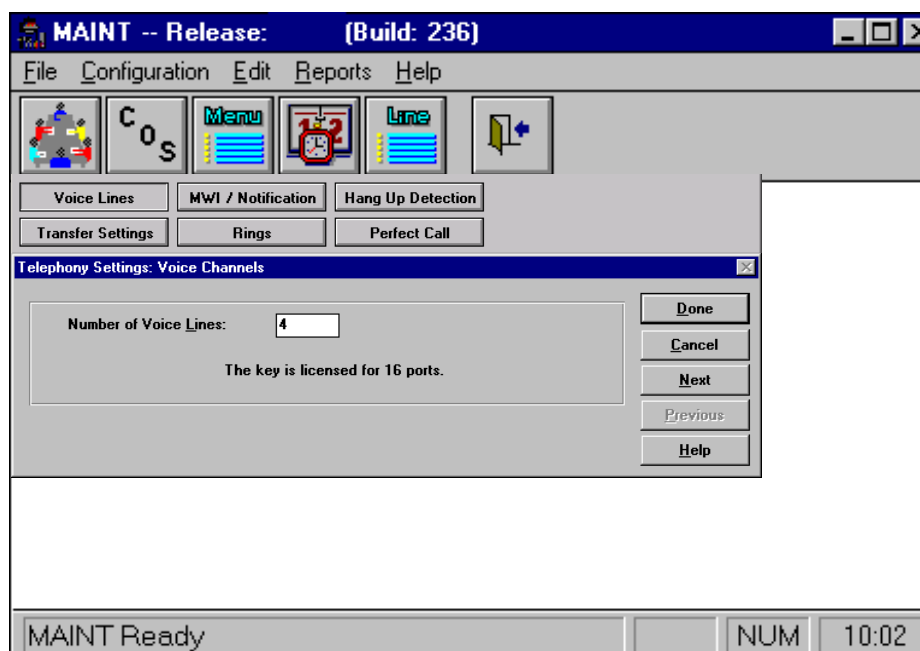 MAINT -- Release: (Build: 236)
File Configuration Edit Reports Help
COS Menu 12 Line
Voice Lines MWI / Notification Hang Up Detection
Transfer Settings Rings Perfect Call
Telephony Settings: Voice Channels
Number of Voice Lines: 4
The key is licensed for 16 ports.
Done
Cancel
Next
Previous
Help
MAINT Ready NUM 10:02